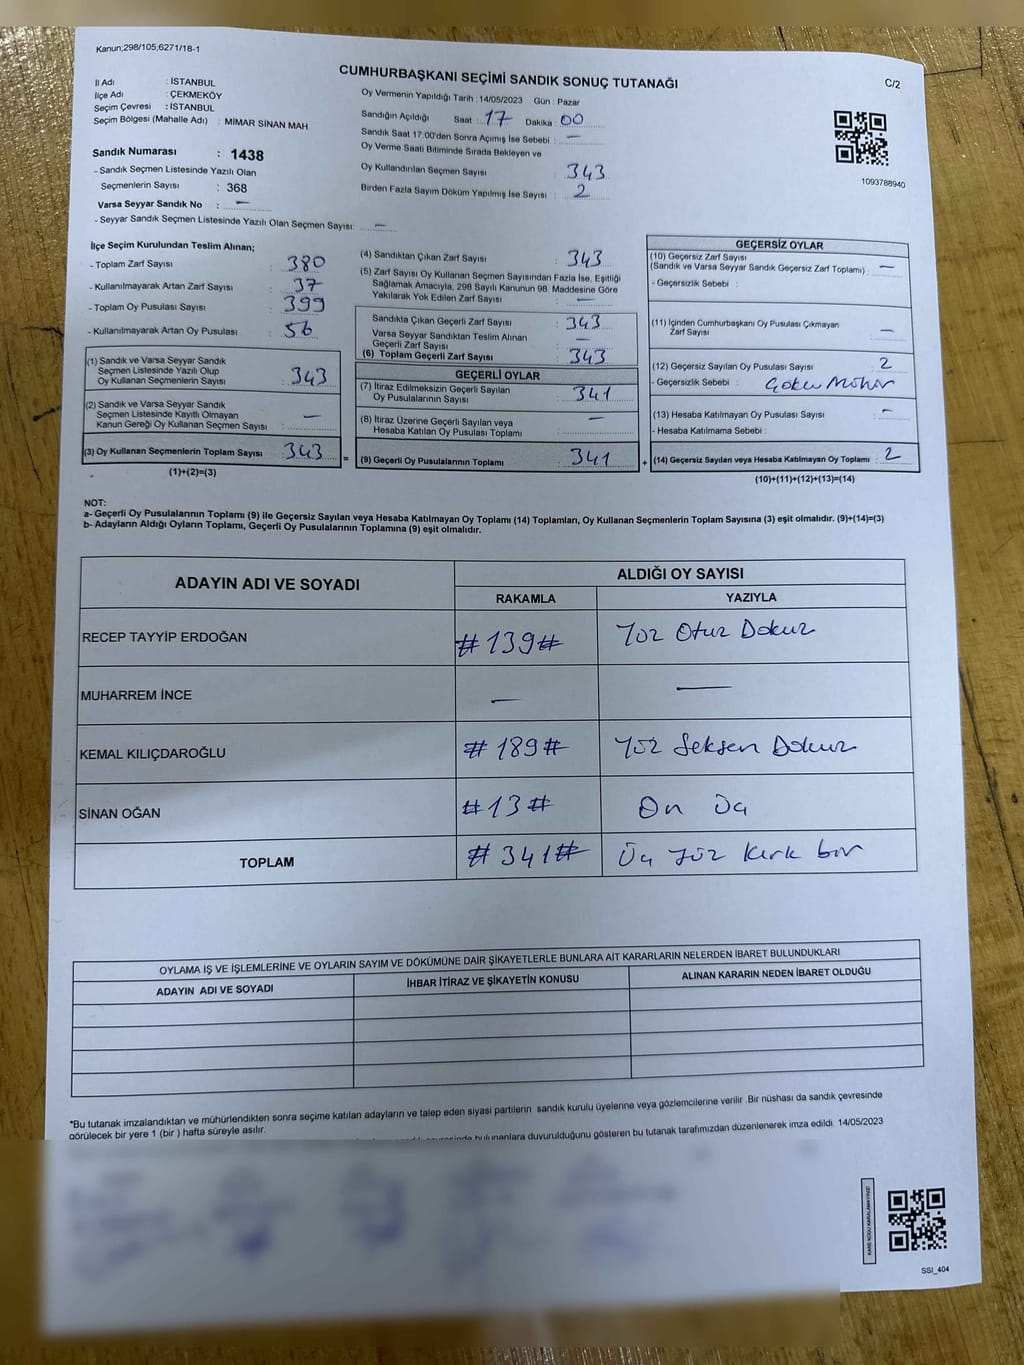 Kanun;298/105,6271/18-1
CUMHURBAŞKANI SEÇİMİ SANDIK SONUÇ TUTANAĞI
C/2
İl Adı : İSTANBUL
İlçe Adı : ÇEKMEKÖY
Seçim Çevresi : İSTANBUL
Seçim Bölgesi (Mahalle Adı) : MİMAR SİNAN MAH.
Sandık Numarası : 1438
- Sandık Seçmen Listesinde Yazılı Olan
Seçmenlerin Sayısı : 368
Varsa Seyyar Sandık No : —
- Seyyar Sandık Seçmen Listesinde Yazılı Olan Seçmen Sayısı: —
Oy Vermenin Yapıldığı Tarih : 14/05/2023 Gün : Pazar
Sandığın Açıldığı Saat : 17 Dakika : 00
Sandık Saat 17:00'den Sonra Açımış İse Sebebi : —
Oy Verme Saati Bitiminde Sırada Bekleyen ve
Oy Kullandırılan Seçmen Sayısı 343
Birden Fazla Sayım Döküm Yapılmış İse Sayısı : 2
1093788940
İlçe Seçim Kurulundan Teslim Alınan;
- Toplam Zarf Sayısı : 380
- Kullanılmayarak Artan Zarf Sayısı : 37
- Toplam Oy Pusulası Sayısı : 399
- Kullanılmayarak Artan Oy Pusulası : 56
(1) Sandık ve Varsa Seyyar Sandık
Seçmen Listesinde Yazılı Olup
Oy Kullanan Seçmenlerin Sayısı : 343
(2) Sandık ve Varsa Seyyar Sandık
Seçmen Listesinde Kayıtlı Olmayan
Kanun Gereği Oy Kullanan Seçmen Sayısı : —
(3) Oy Kullanan Seçmenlerin Toplam Sayısı : 343 =
(1)+(2)=(3)
(4) Sandıktan Çıkan Zarf Sayısı : 343
(5) Zarf Sayısı Oy Kullanan Seçmen Sayısından Fazla İse, Eşitliği
Sağlamak Amacıyla, 298 Sayılı Kanunun 98. Maddesine Göre
Yakılarak Yok Edilen Zarf Sayısı : —
Sandıkta Çıkan Geçerli Zarf Sayısı : 343
Varsa Seyyar Sandıktan Teslim Alınan
Geçerli Zarf Sayısı : —
(6) Toplam Geçerli Zarf Sayısı : 343
GEÇERLİ OYLAR
(7) İtiraz Edilmeksizin Geçerli Sayılan
Oy Pusulalarının Sayısı : 341
(8) İtiraz Üzerine Geçerli Sayılan veya
Hesaba Katılan Oy Pusulası Toplamı : —
(9) Geçerli Oy Pusulalarının Toplamı : 341 +
GEÇERSİZ OYLAR
(10) Geçersiz Zarf Sayısı
(Sandık ve Varsa Seyyar Sandık Geçersiz Zarf Toplamı) : —
- Geçersizlik Sebebi :
(11) İçinden Cumhurbaşkanı Oy Pusulası Çıkmayan
Zarf Sayısı : —
(12) Geçersiz Sayılan Oy Pusulası Sayısı : 2
- Geçersizlik Sebebi : Çoklu Mühür
(13) Hesaba Katılmayan Oy Pusulası Sayısı : —
- Hesaba Katılmama Sebebi :
(14) Geçersiz Sayılan veya Hesaba Katılmayan Oy Toplamı : 2
(10)+(11)+(12)+(13)=(14)
NOT:
a- Geçerli Oy Pusulalarının Toplamı (9) ile Geçersiz Sayılan veya Hesaba Katılmayan Oy Toplamı (14) Toplamları, Oy Kullanan Seçmenlerin Toplam Sayısına (3) eşit olmalıdır. (9)+(14)=(3)
b- Adayların Aldığı Oyların Toplamı, Geçerli Oy Pusulalarının Toplamına (9) eşit olmalıdır.
ADAYIN ADI VE SOYADI ALDIĞI OY SAYISI
RAKAMLA YAZIYLA
RECEP TAYYİP ERDOĞAN #139# Yüz Otuz Dokuz
MUHARREM İNCE — —
KEMAL KILIÇDAROĞLU #189# Yüz Seksen Dokuz
SİNAN OĞAN #13# On Üç
TOPLAM #341# Üç Yüz Kırk bir
OYLAMA İŞ VE İŞLEMLERİNE VE OYLARIN SAYIM VE DÖKÜMÜNE DAİR ŞİKAYETLERLE BUNLARA AİT KARARLARIN NELERDEN İBARET BULUNDUKLARI
ADAYIN ADI VE SOYADI İHBAR İTİRAZ VE ŞİKAYETİN KONUSU ALINAN KARARIN NEDEN İBARET OLDUĞU
*Bu tutanak imzalandıktan ve mühürlendikten sonra seçime katılan adayların ve talep eden siyasi partilerin sandık kurulu üyelerine veya gözlemcilerine verilir .Bir nüshası da sandık çevresinde
görülecek bir yere 1 (bir ) hafta süreyle asılır.
bulunanlara duyurulduğunu gösteren bu tutanak tarafımızdan düzenlenerek imza edildi. 14/05/2023
SSI_404